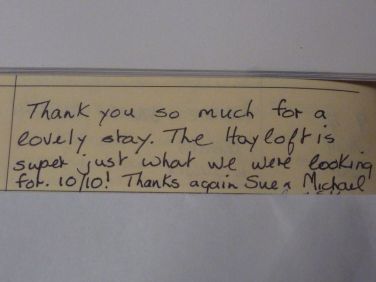 Thank you so much for a
lovely stay. The Hayloft is
super just what we were looking
for. 10/10! Thanks again Sue & Michael